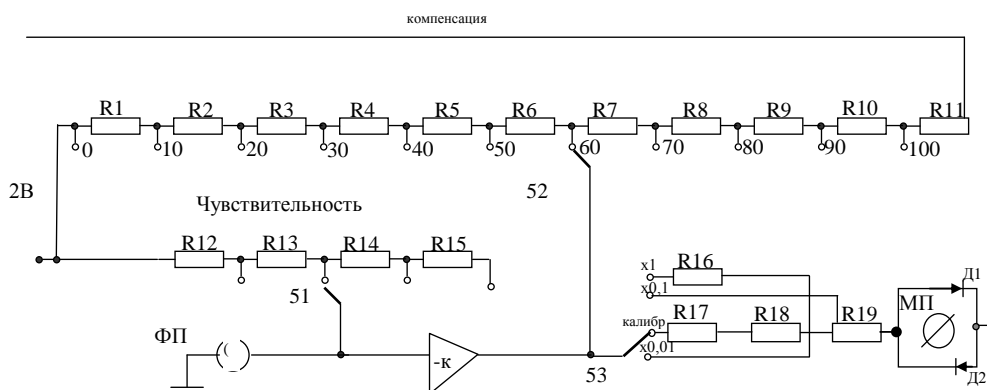 компенсация
R1 R2 R3 R4 R5 R6 R7 R8 R9 R10 R11
0 10 20 30 40 50 60 70 80 90 100
2В
52
Чувствительность
R12 R13 R14 R15
51
x1 R16
x0,1
Д1
МП
калибр R17 R18 R19
x0,01
ФП
-к
53
Д2